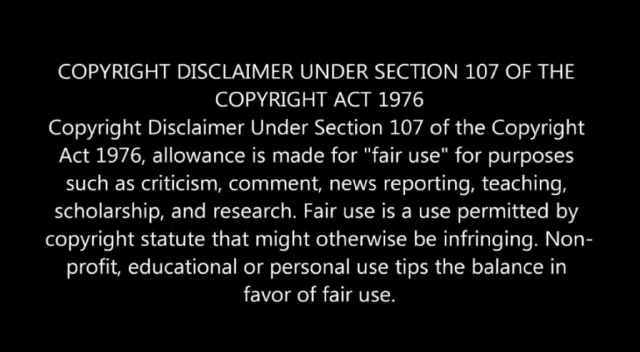 COPYRIGHT DISCLAIMER UNDER SECTION 107 OF THE
COPYRIGHT ACT 1976
Copyright Disclaimer Under Section 107 of the Copyright
Act 1976, allowance is made for "fair use" for purposes
such as criticism, comment, news reporting, teaching,
scholarship, and research. Fair use is a use permitted by
copyright statute that might otherwise be infringing. Non-
profit, educational or personal use tips the balance in
favor of fair use.